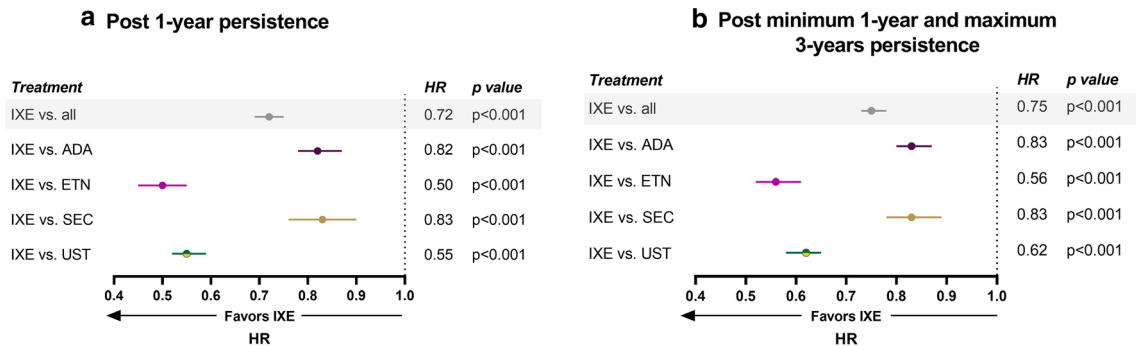 a Post 1-year persistence
Treatment HR p value
IXE vs. all 0.72 p<0.001
IXE vs. ADA 0.82 p<0.001
IXE vs. ETN 0.50 p<0.001
IXE vs. SEC 0.83 p<0.001
IXE vs. UST 0.55 p<0.001
0.4 0.5 0.6 0.7 0.8 0.9 1.0
Favors IXE
HR
b Post minimum 1-year and maximum
3-years persistence
Treatment HR p value
IXE vs. all 0.75 p<0.001
IXE vs. ADA 0.83 p<0.001
IXE vs. ETN 0.56 p<0.001
IXE vs. SEC 0.83 p<0.001
IXE vs. UST 0.62 p<0.001
0.4 0.5 0.6 0.7 0.8 0.9 1.0
Favors IXE
HR